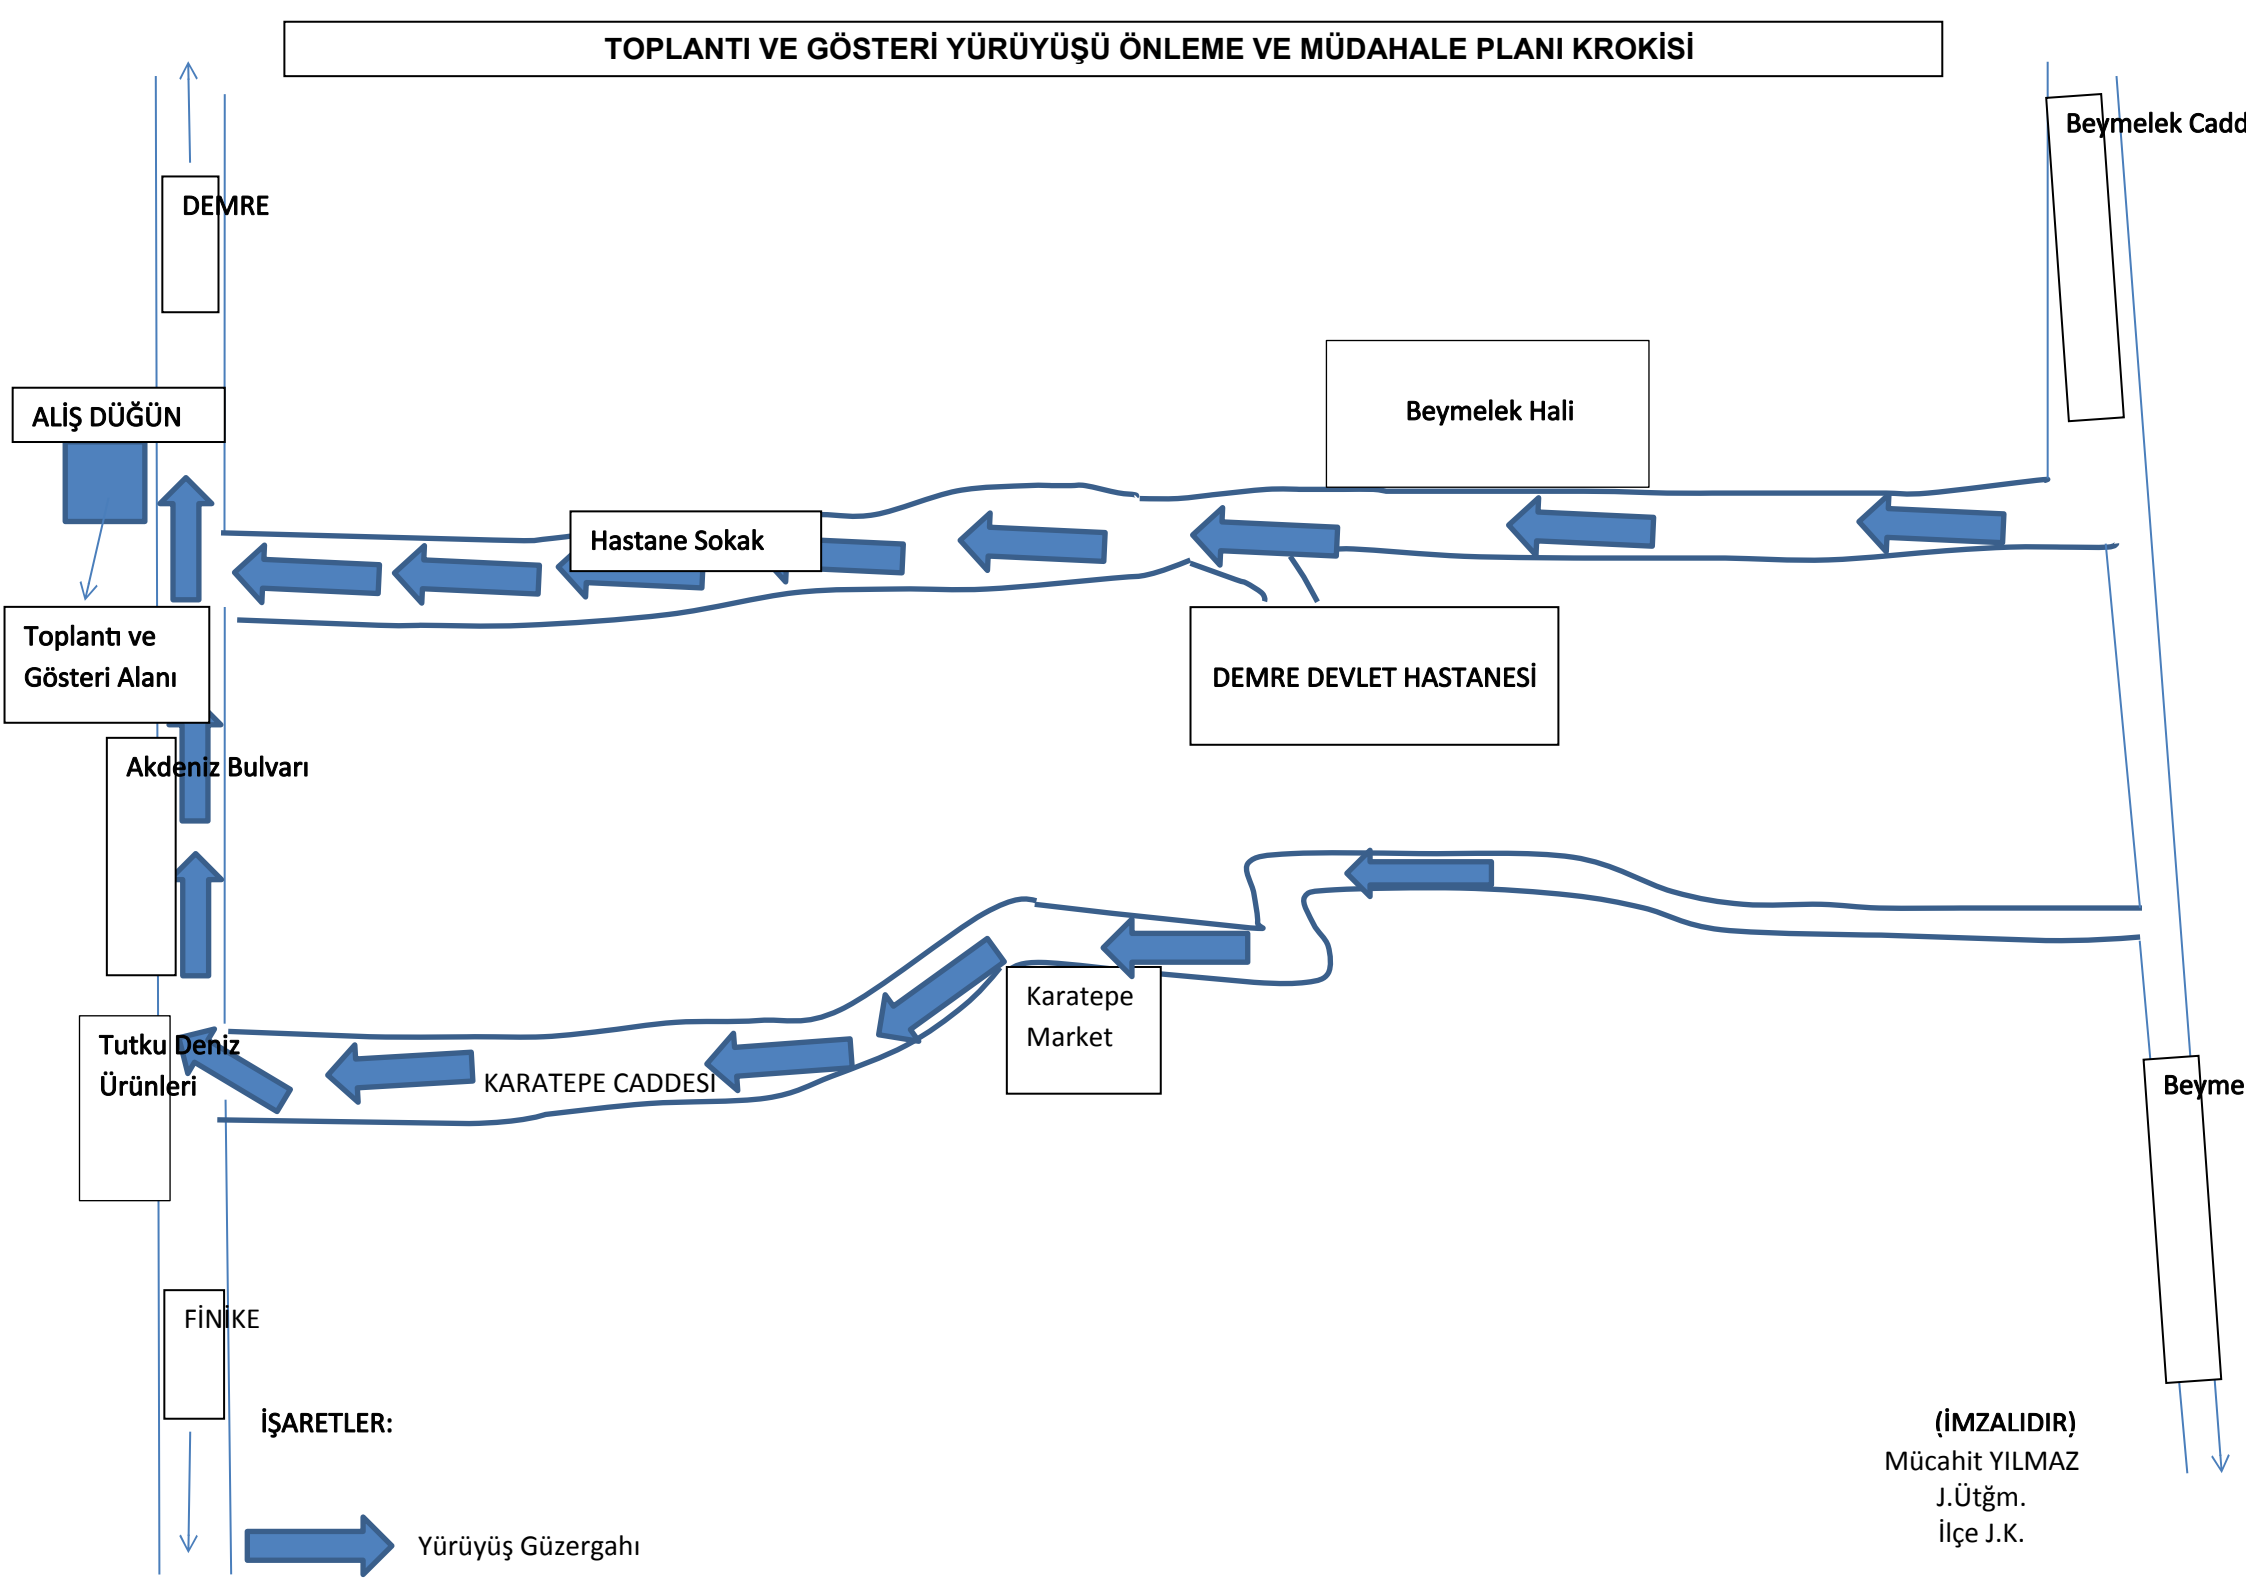 TOPLANTI VE GÖSTERİ YÜRÜYÜŞÜ ÖNLEME VE MÜDAHALE PLANI KROKİSİ
Beymelek Cadd
DEMRE
ALİŞ DÜĞÜN
Beymelek Hali
Hastane Sokak
Toplantı ve
Gösteri Alanı
DEMRE DEVLET HASTANESİ
Akdeniz Bulvarı
Karatepe
Market
Tutku Deniz
Ürünleri
KARATEPE CADDESİ
Beyme
FİNİKE
İŞARETLER:
(İMZALIDIR)
Mücahit YILMAZ
J.Ütğm.
İlçe J.K.
Yürüyüş Güzergahı